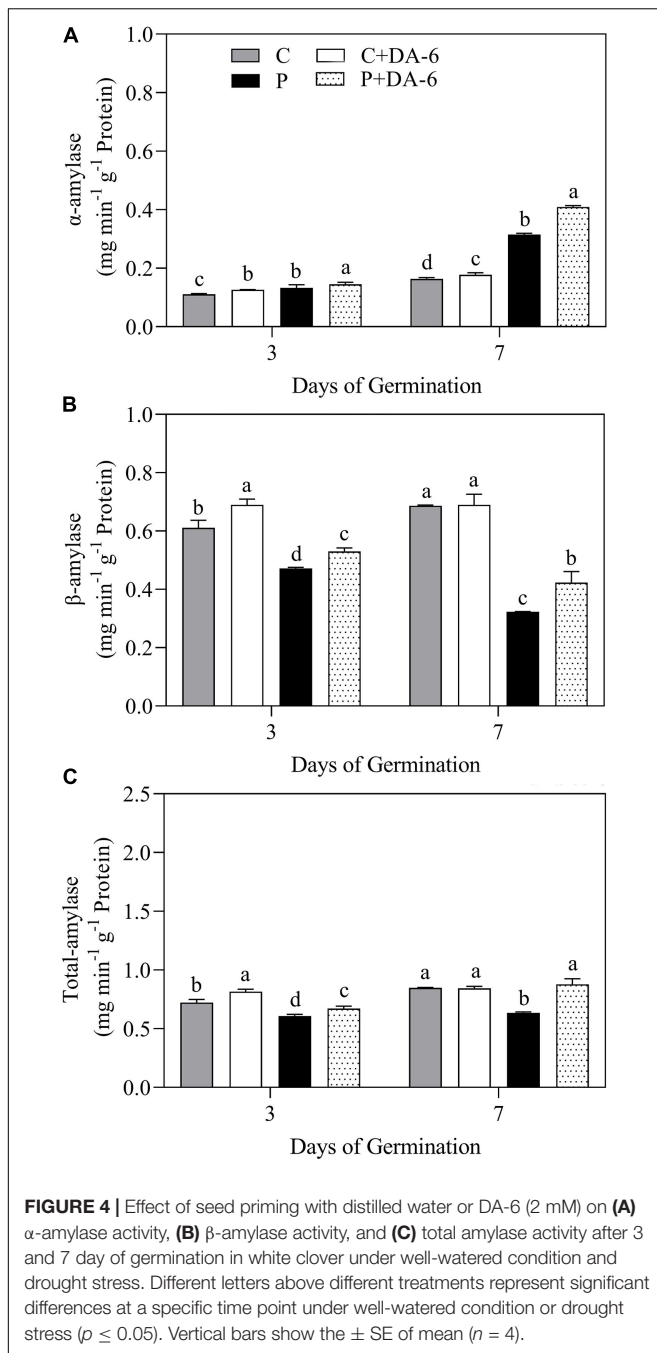 A
C
C+DA-6
P
P+DA-6
α-amylase
(mg min⁻¹ g⁻¹ Protein)
1.0
0.8
0.6
0.4
0.2
0.0
c b b a d c b a
3 7
Days of Germination
B
β-amylase
(mg min⁻¹ g⁻¹ Protein)
1.0
0.8
0.6
0.4
0.2
0.0
b a d c a a c b
3 7
Days of Germination
C
Total-amylase
(mg min⁻¹ g⁻¹ Protein)
2.5
2.0
1.5
1.0
0.5
0.0
b a d c a a b a
3 7
Days of Germination
FIGURE 4 | Effect of seed priming with distilled water or DA-6 (2 mM) on (A)
α-amylase activity, (B) β-amylase activity, and (C) total amylase activity after 3
and 7 day of germination in white clover under well-watered condition and
drought stress. Different letters above different treatments represent significant
differences at a specific time point under well-watered condition or drought
stress (p ≤ 0.05). Vertical bars show the ± SE of mean (n = 4).